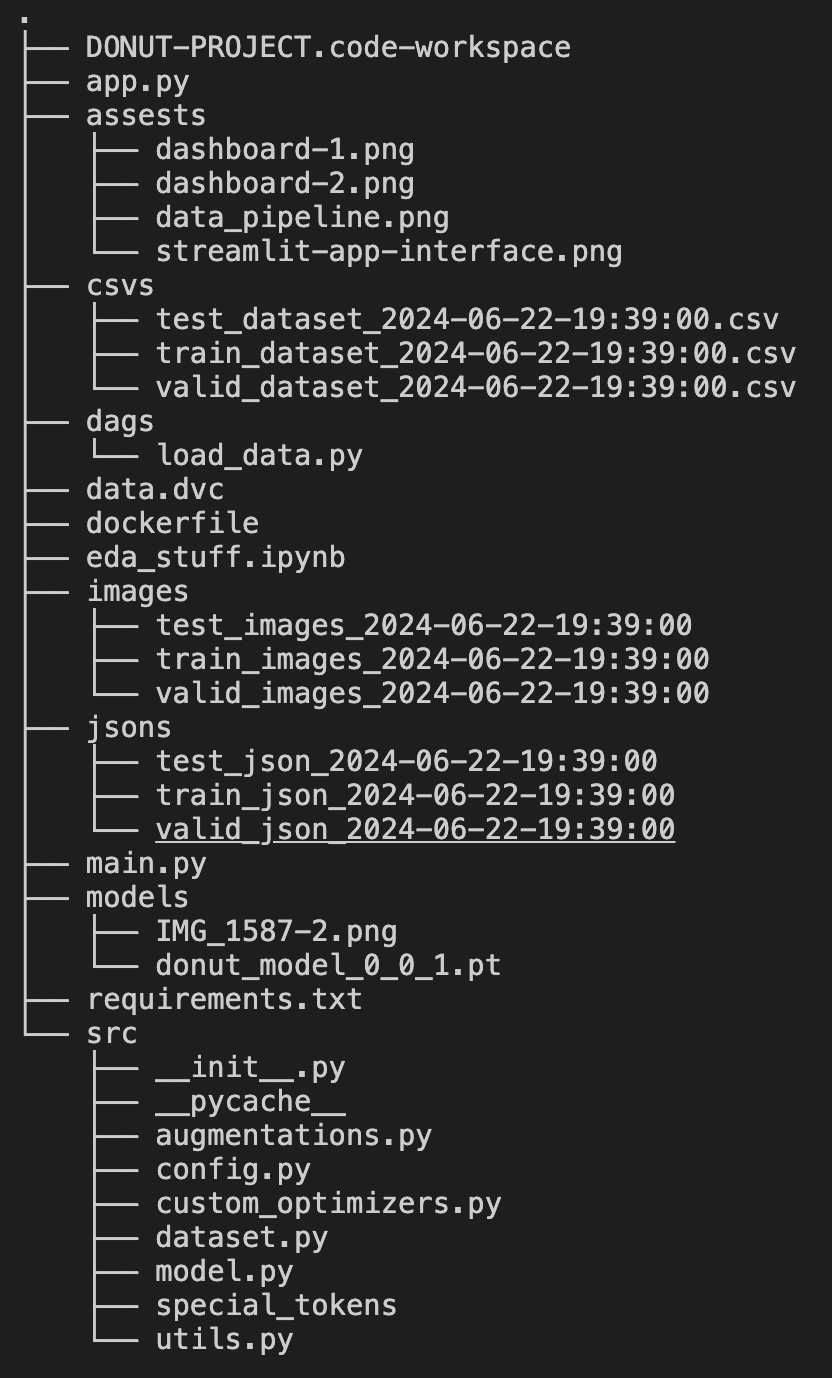 .
├── DONUT-PROJECT.code-workspace
├── app.py
├── assests
│   ├── dashboard-1.png
│   ├── dashboard-2.png
│   ├── data_pipeline.png
│   └── streamlit-app-interface.png
├── csvs
│   ├── test_dataset_2024-06-22-19:39:00.csv
│   ├── train_dataset_2024-06-22-19:39:00.csv
│   └── valid_dataset_2024-06-22-19:39:00.csv
├── dags
│   └── load_data.py
├── data.dvc
├── dockerfile
├── eda_stuff.ipynb
├── images
│   ├── test_images_2024-06-22-19:39:00
│   ├── train_images_2024-06-22-19:39:00
│   └── valid_images_2024-06-22-19:39:00
├── jsons
│   ├── test_json_2024-06-22-19:39:00
│   ├── train_json_2024-06-22-19:39:00
│   └── valid_json_2024-06-22-19:39:00
├── main.py
├── models
│   ├── IMG_1587-2.png
│   └── donut_model_0_0_1.pt
├── requirements.txt
└── src
    ├── __init__.py
    ├── __pycache__
    ├── augmentations.py
    ├── config.py
    ├── custom_optimizers.py
    ├── dataset.py
    ├── model.py
    ├── special_tokens
    └── utils.py